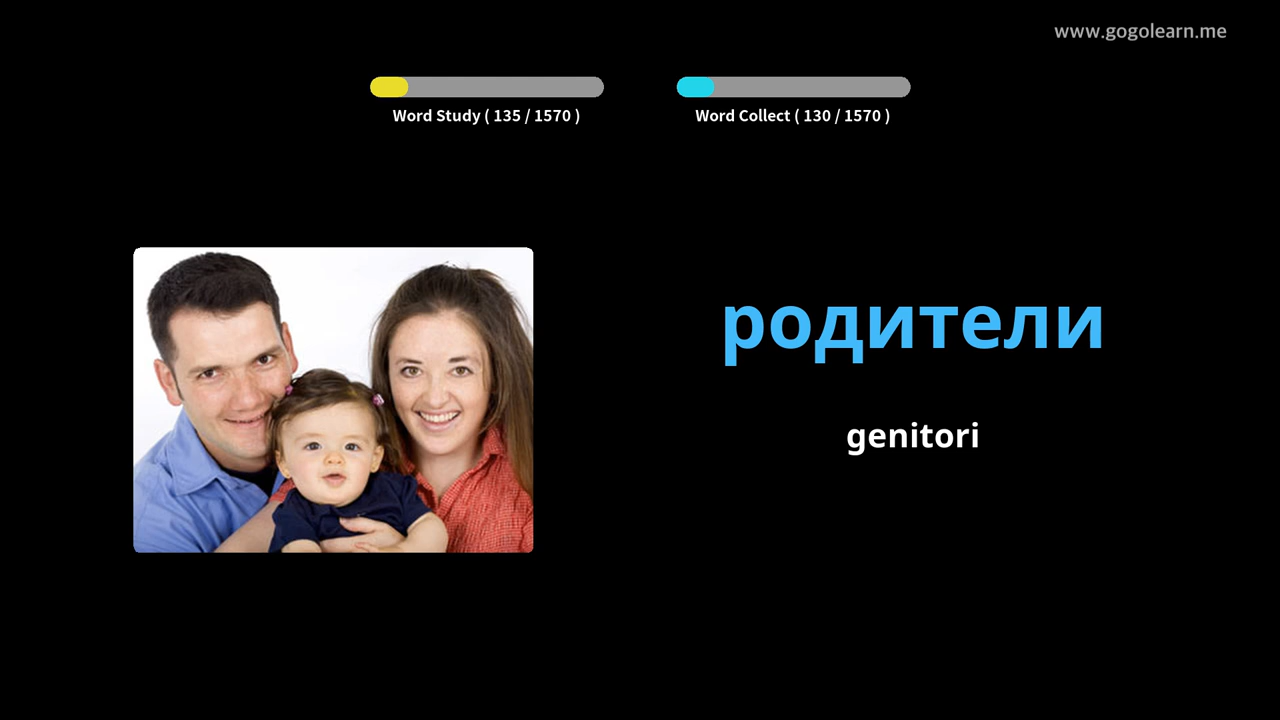 www.gogolearn.me
Word Study ( 135 / 1570 )
Word Collect ( 130 / 1570 )
родители
genitori